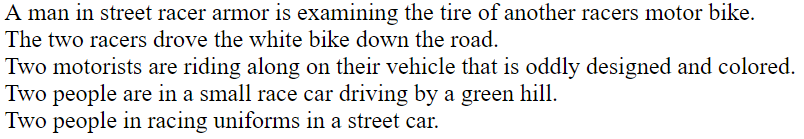 A man in street racer armor is examining the tire of another racers motor bike.
The two racers drove the white bike down the road.
Two motorists are riding along on their vehicle that is oddly designed and colored.
Two people are in a small race car driving by a green hill.
Two people in racing uniforms in a street car.